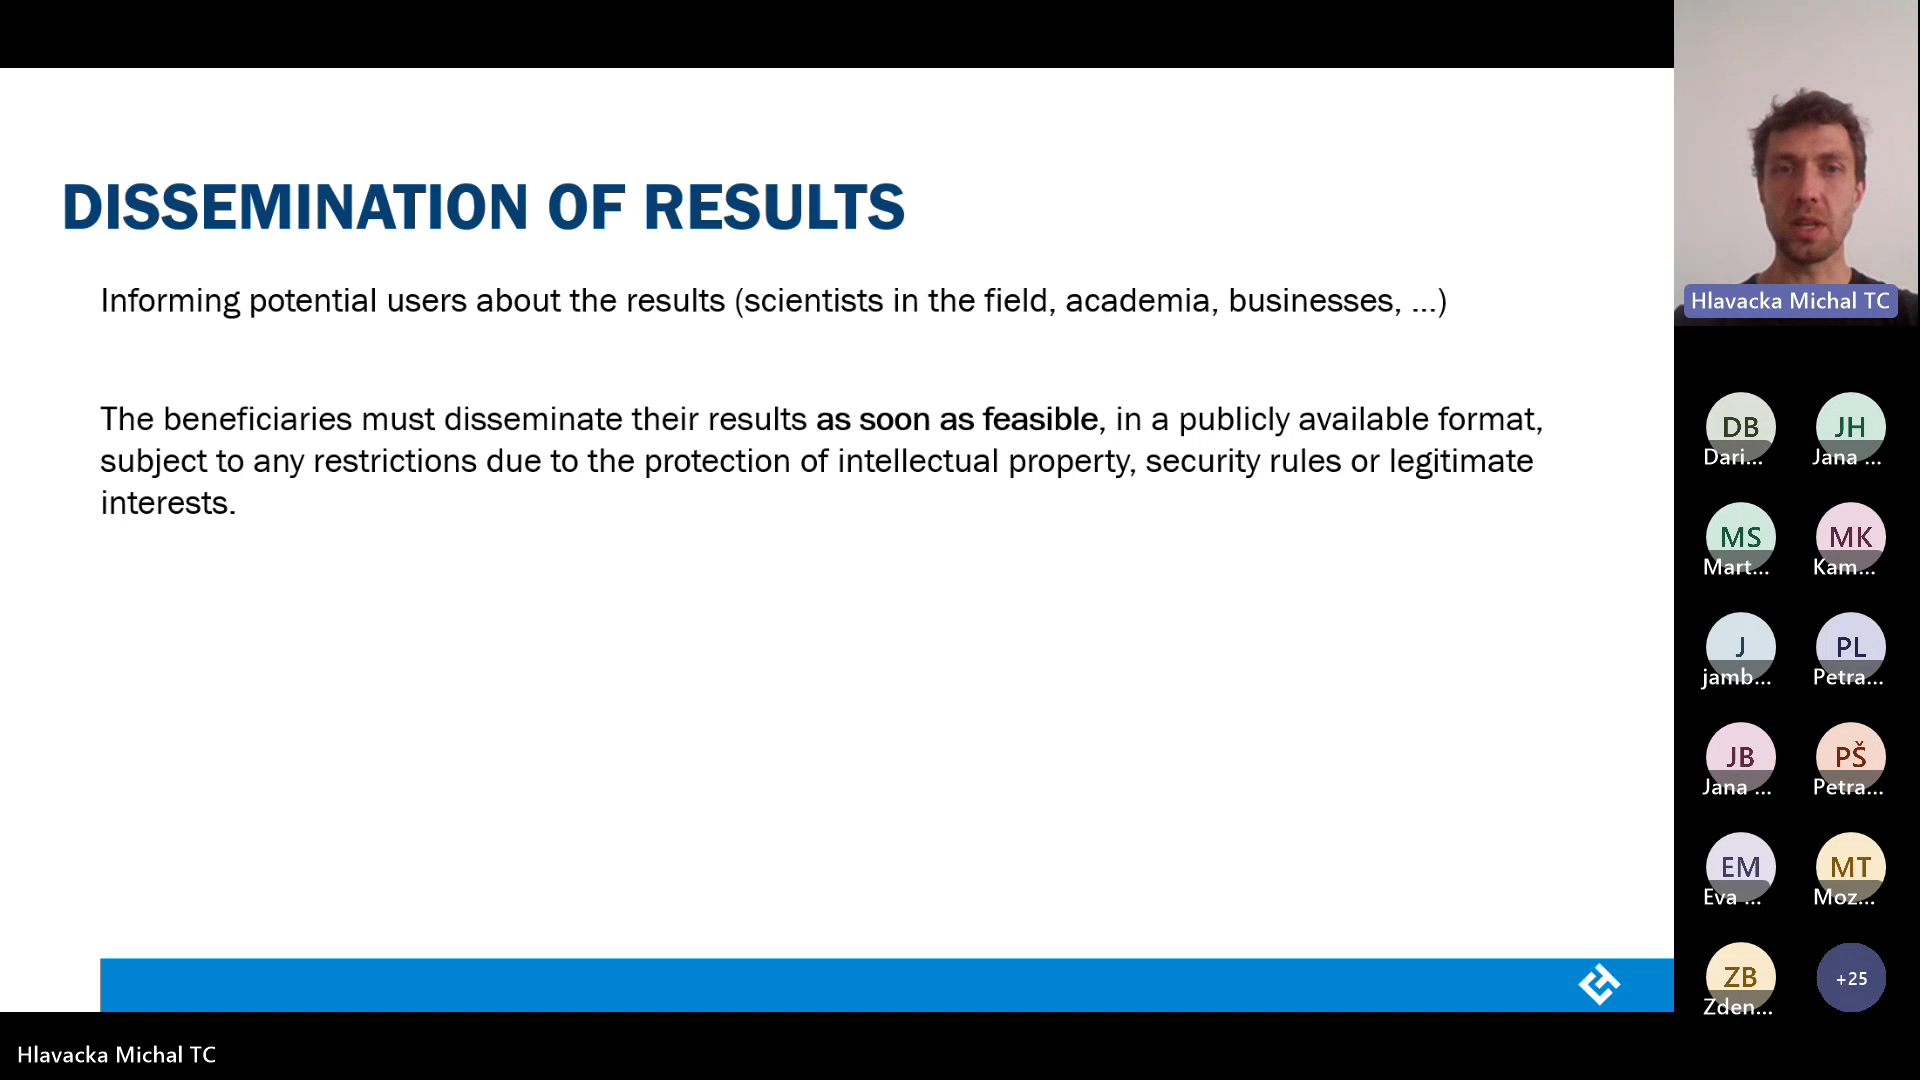 DISSEMINATION OF RESULTS
Informing potential users about the results (scientists in the field, academia, businesses, ...)
The beneficiaries must disseminate their results as soon as feasible, in a publicly available format,
subject to any restrictions due to the protection of intellectual property, security rules or legitimate
interests.
Hlavacka Michal TC
DB
Dari...
JH
Jana ...
MS
Mart...
MK
Kam...
J
jamb...
PL
Petra...
JB
Jana ...
PŠ
Petra...
EM
Eva ...
MT
Moz...
ZB
Zden...
+25
Hlavacka Michal TC